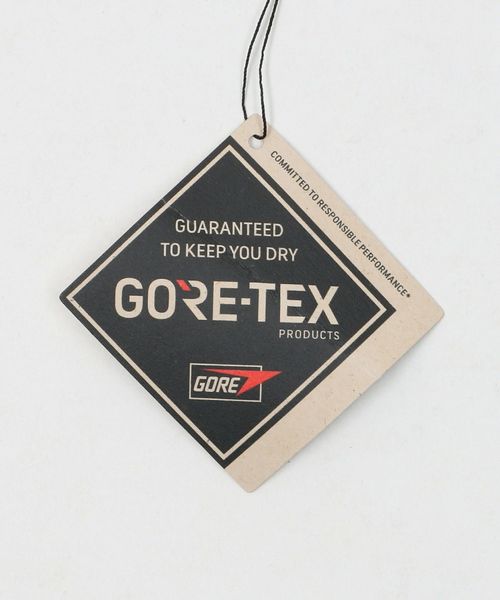 COMMITTED TO RESPONSIBLE PERFORMANCE*
GUARANTEED
TO KEEP YOU DRY
GORE-TEX
PRODUCTS
GORE